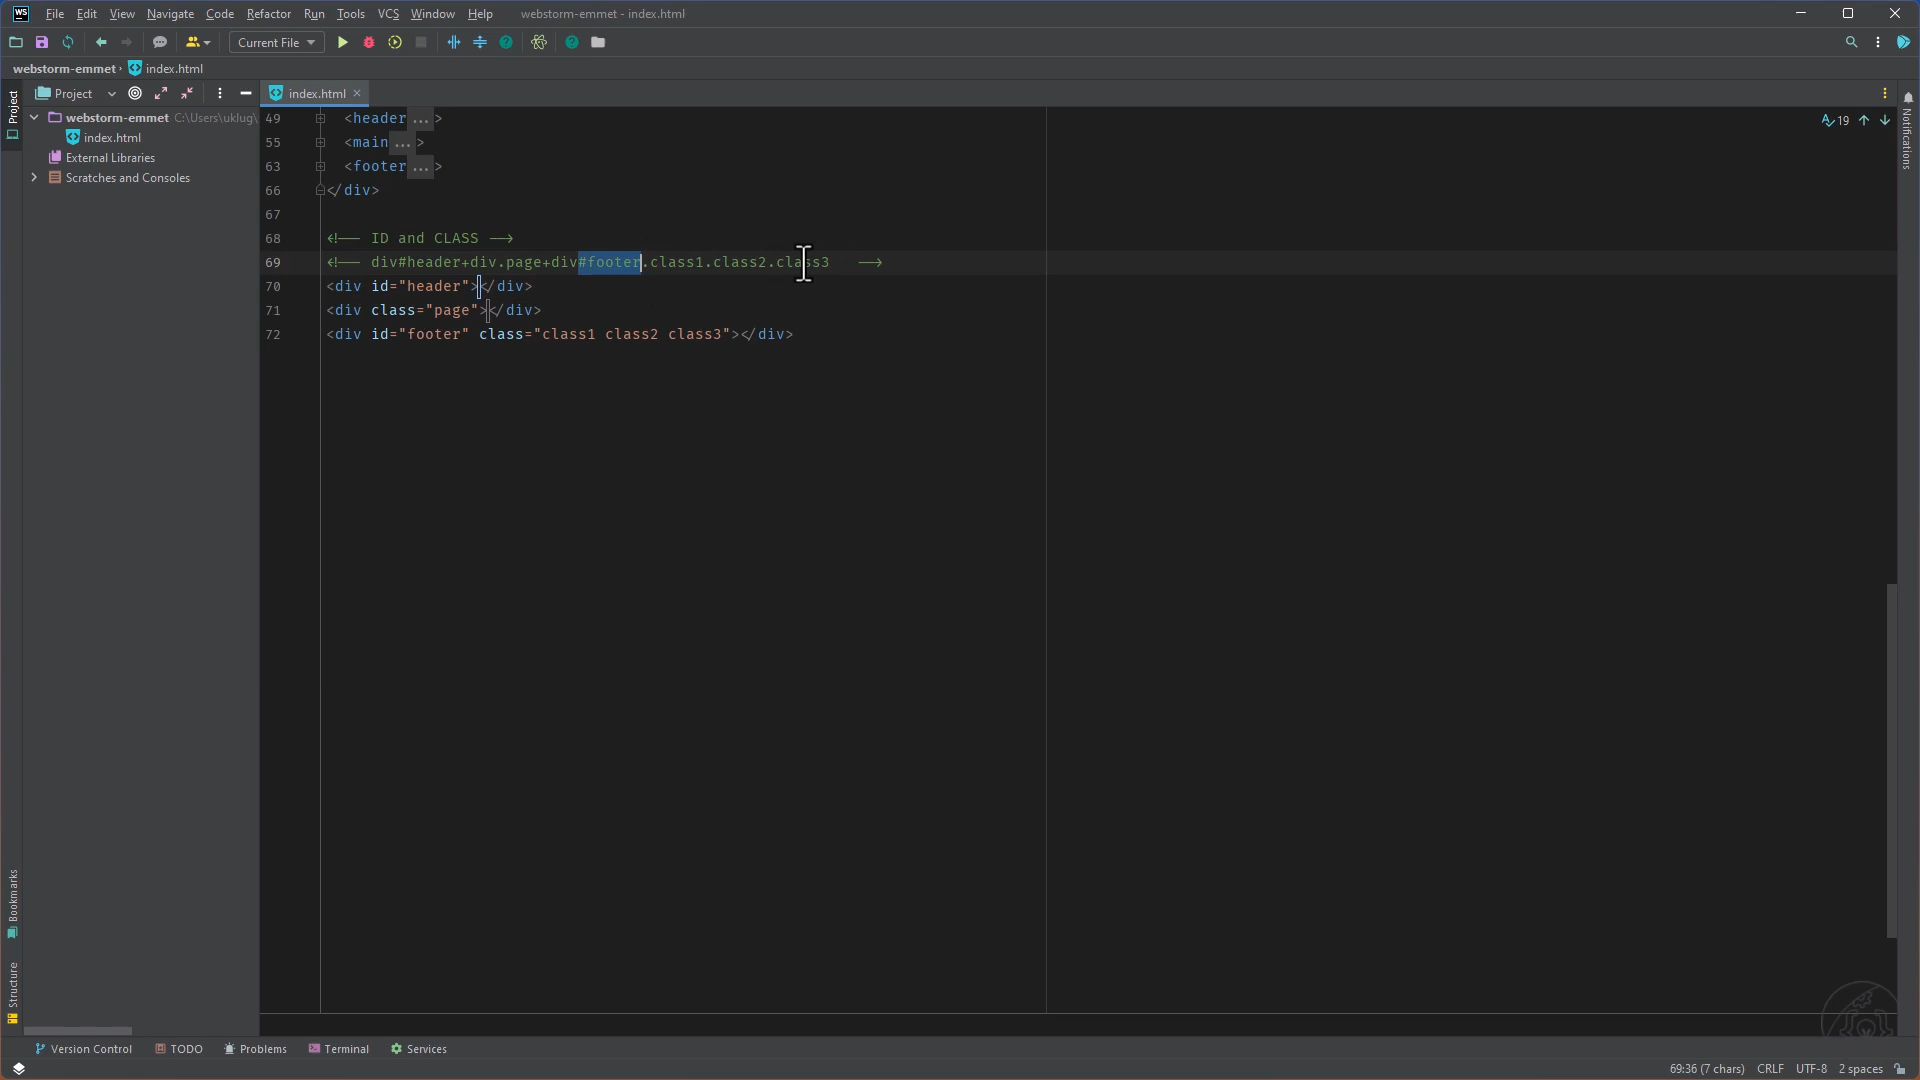 WS File Edit View Navigate Code Refactor Run Tools VCS Window Help webstorm-emmet - index.html
Current File
webstorm-emmet › index.html
Project
Project
index.html
webstorm-emmet C:\Users\uklug\
index.html
External Libraries
Scratches and Consoles
49 <header ... >
55 <main ... >
63 <footer ... >
66 </div>
67
68 <!-- ID and CLASS -->
69 <!-- div#header+div.page+div#footer.class1.class2.class3 -->
70 <div id="header"></div>
71 <div class="page"></div>
72 <div id="footer" class="class1 class2 class3"></div>
19
Notifications
Bookmarks
Structure
Version Control TODO Problems Terminal Services
69:36 (7 chars) CRLF UTF-8 2 spaces